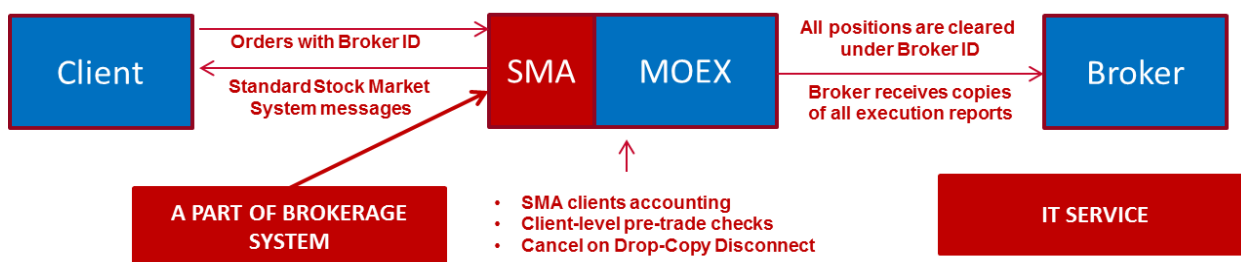 Client
Orders with Broker ID
Standard Stock Market
System messages
SMA
MOEX
All positions are cleared
under Broker ID
Broker receives copies
of all execution reports
Broker
A PART OF BROKERAGE
SYSTEM
• SMA clients accounting
• Client-level pre-trade checks
• Cancel on Drop-Copy Disconnect
IT SERVICE